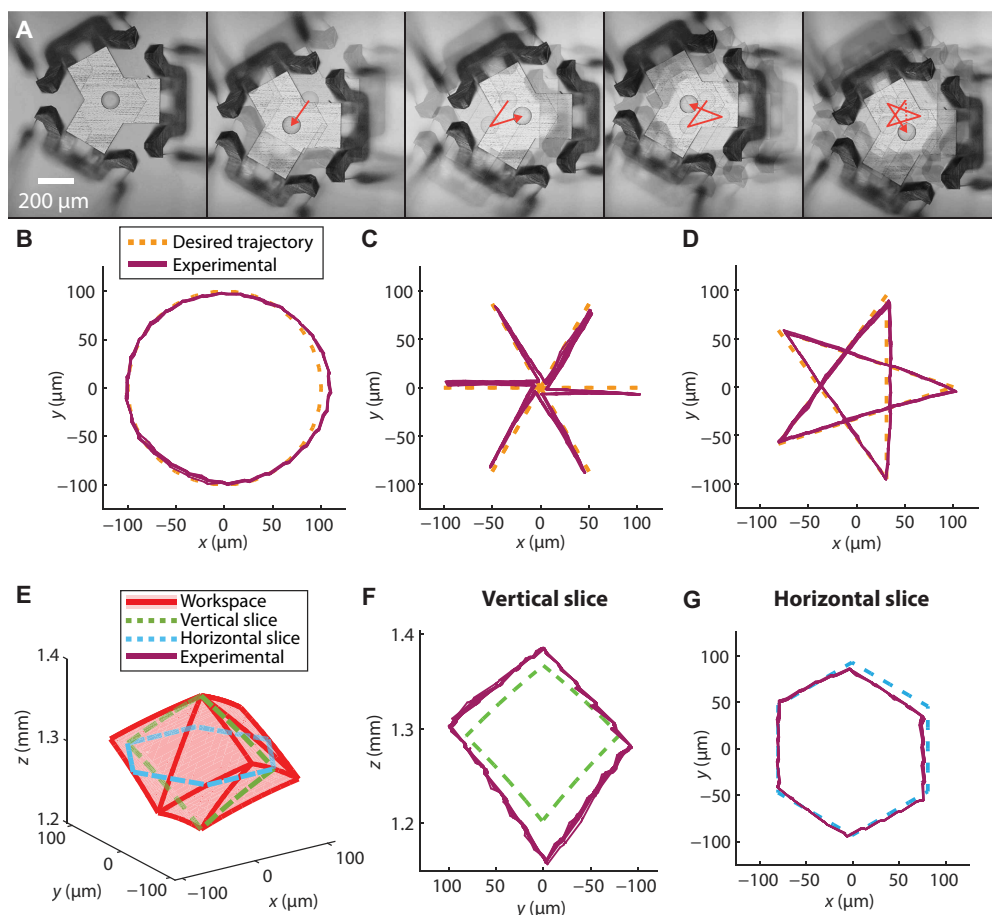 A
200 μm
B
Desired trajectory
Experimental
C
D
100
50
0
−50
−100
y (μm)
−100 −50 0 50 100
x (μm)
100
50
0
−50
−100
y (μm)
−100 −50 0 50 100
x (μm)
100
50
0
−50
−100
y (μm)
−100 −50 0 50 100
x (μm)
E
Workspace
Vertical slice
Horizontal slice
Experimental
1.4
1.3
1.2
z (mm)
100
0
−100
y (μm)
−100
0
100
x (μm)
F
Vertical slice
1.4
1.3
1.2
z (mm)
100 50 0 −50 −100
y (μm)
G
Horizontal slice
100
50
0
−50
−100
y (μm)
−100 −50 0 50 100
x (μm)